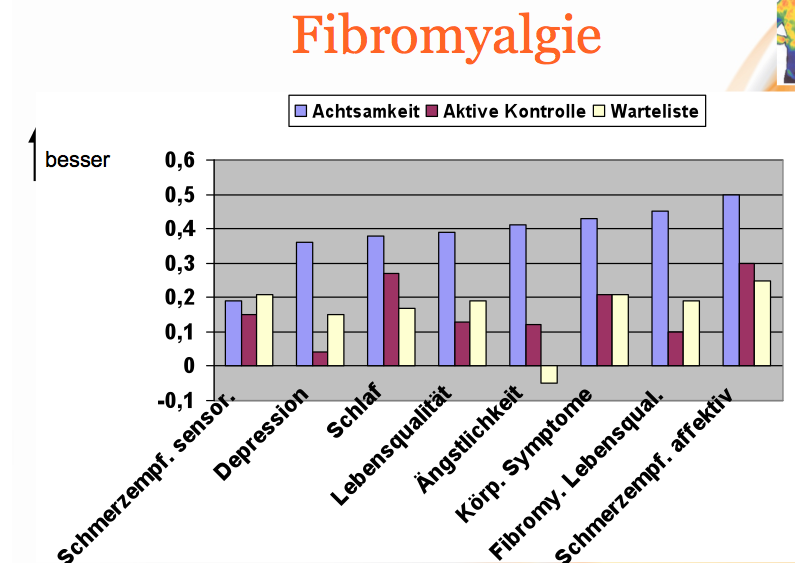 Fibromyalgie
Achtsamkeit Aktive Kontrolle Warteliste
besser
0,6
0,5
0,4
0,3
0,2
0,1
0
-0,1
Schmerzempf. sensor.
Depression
Schlaf
Lebensqualität
Ängstlichkeit
Körp. Symptome
Fibromy. Lebensqual.
Schmerzempf. affektiv